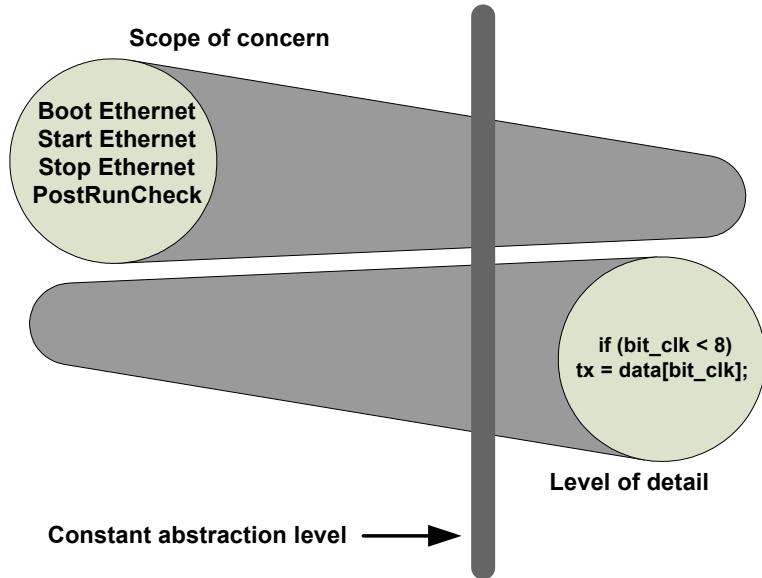 Scope of concern
Boot Ethernet
Start Ethernet
Stop Ethernet
PostRunCheck
if (bit_clk < 8)
tx = data[bit_clk];
Level of detail
Constant abstraction level